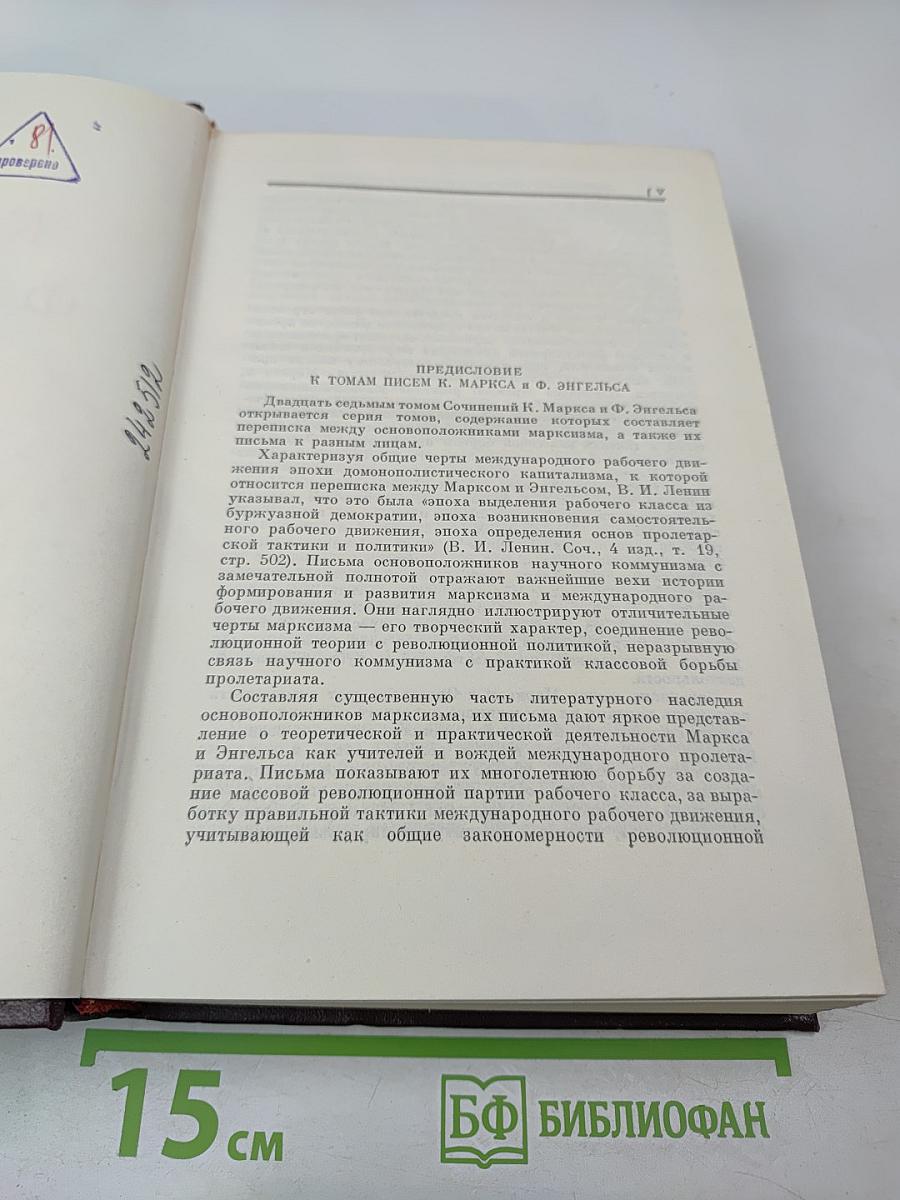 81.
проверено
242512
[ V
ПРЕДИСЛОВИЕ
К ТОМАМ ПИСЕМ К. МАРКСА и Ф. ЭНГЕЛЬСА
Двадцать седьмым томом Сочинений К. Маркса и Ф. Энгельса
открывается серия томов, содержание которых составляет
переписка между основоположниками марксизма, а также их
письма к разным лицам.
Характеризуя общие черты международного рабочего дви-
жения эпохи домонополистического капитализма, к которой
относится переписка между Марксом и Энгельсом, В. И. Ленин
указывал, что это была «эпоха выделения рабочего класса из
буржуазной демократии, эпоха возникновения самостоятель-
ного рабочего движения, эпоха определения основ пролетар-
ской тактики и политики» (В. И. Ленин. Соч., 4 изд., т. 19,
стр. 502). Письма основоположников научного коммунизма с
замечательной полнотой отражают важнейшие вехи истории
формирования и развития марксизма и международного ра-
бочего движения. Они наглядно иллюстрируют отличительные
черты марксизма — его творческий характер, соединение рево-
люционной теории с революционной политикой, неразрывную
связь научного коммунизма с практикой классовой борьбы
пролетариата.
Составляя существенную часть литературного наследия
основоположников марксизма, их письма дают яркое представ-
ление о теоретической и практической деятельности Маркса
и Энгельса как учителей и вождей международного пролета-
риата. Письма показывают их многолетнюю борьбу за созда-
ние массовой революционной партии рабочего класса, за выра-
ботку правильной тактики международного рабочего движения,
учитывающей как общие закономерности революционной
15 см
БФ БИБЛИОФАН